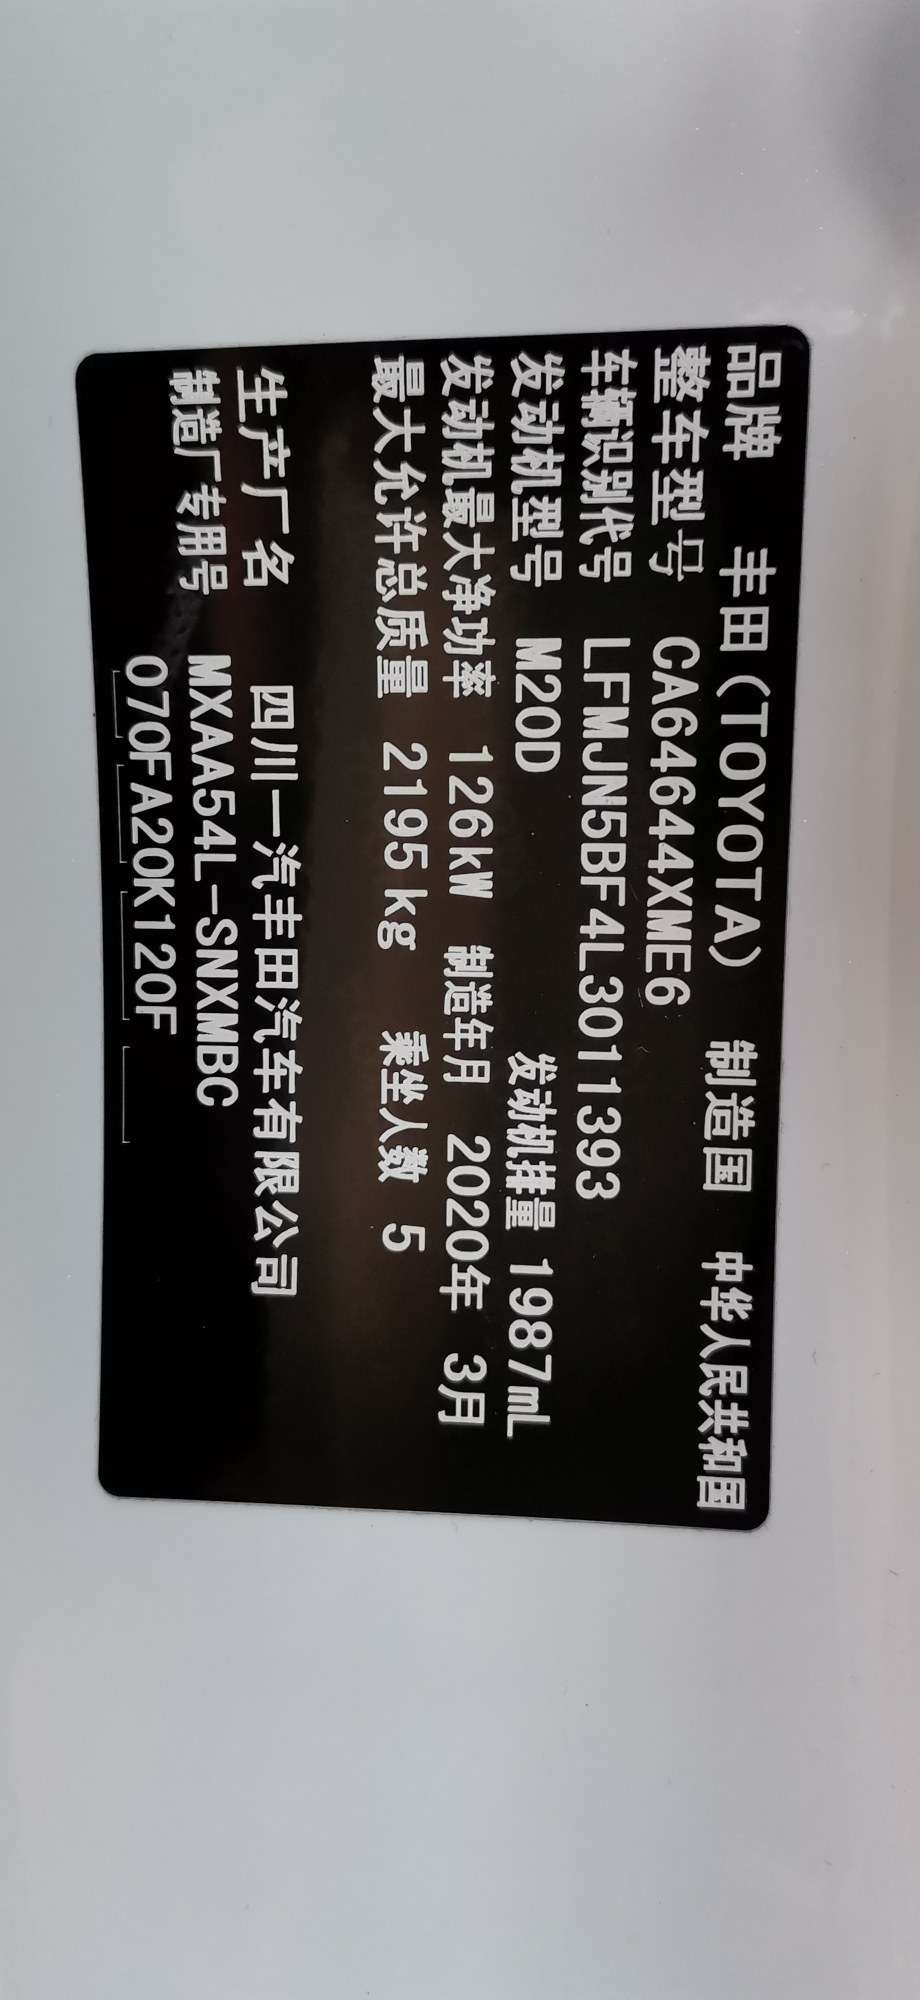 品牌 丰田(TOYOTA) 制造国 中华人民共和国
整车型号 CA64644XME6
车辆识别代号 LFMJN5BF4L3011393
发动机型号 M20D 发动机排量 1987mL
发动机最大净功率 126kW 制造年月 2020年 3月
最大允许总质量 2195kg 乘坐人数 5
生产厂名 四川一汽丰田汽车有限公司
制造厂专用号 MXAA54L-SNXMBC
070FA20K120F